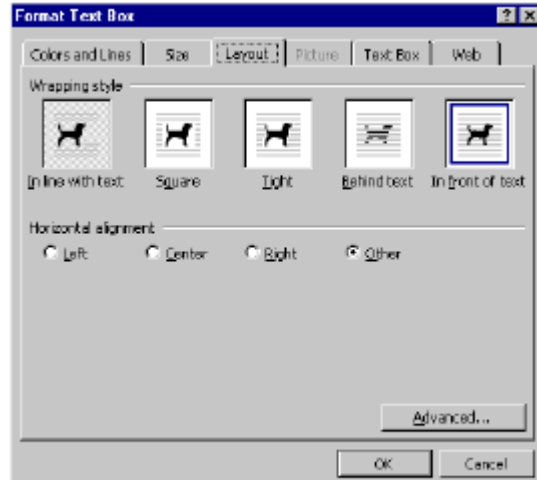 Format Text Box
Colors and Lines Size Layout Picture Text Box Web
Wrapping style
In line with text Square Tight Behind text In front of text
Horizontal alignment
Left Center Right Other
Advanced...
OK Cancel